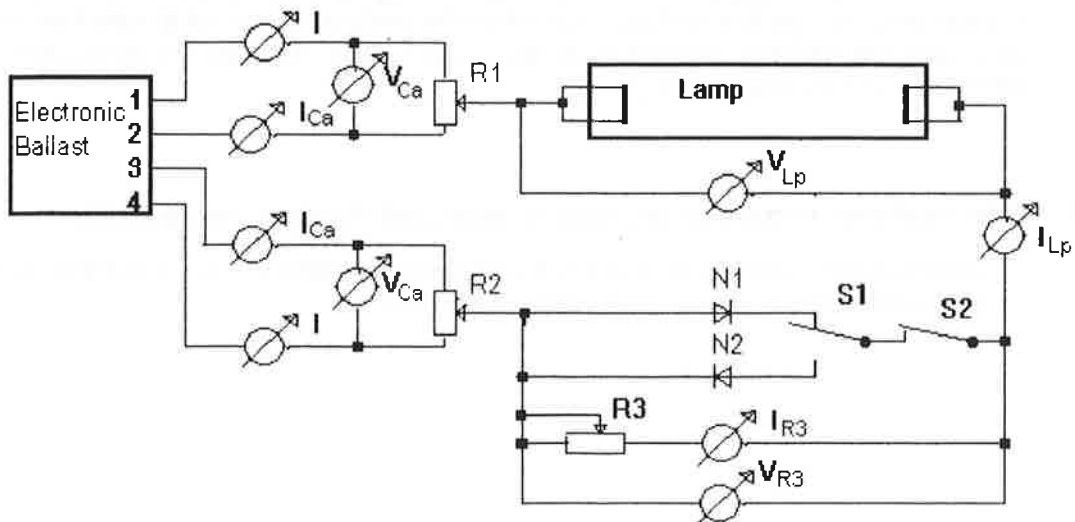 I
V Ca
R1
Electronic
Ballast
1
2
3
4
I Ca
Lamp
V Lp
I Ca
I Lp
V Ca
R2
N1
S1
S2
I
N2
R3
I R3
V R3